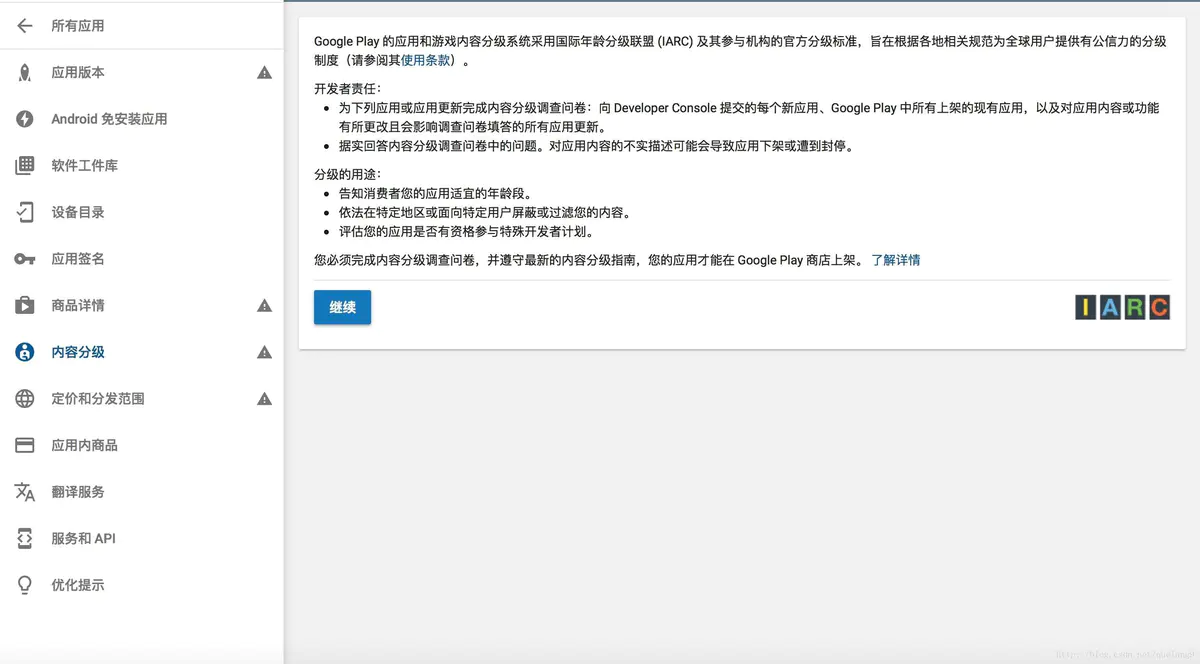 所有应用
应用版本
Android 免安装应用
软件工件库
设备目录
应用签名
商品详情
内容分级
定价和分发范围
应用内商品
翻译服务
服务和 API
优化提示
Google Play 的应用和游戏内容分级系统采用国际年龄分级联盟 (IARC) 及其参与机构的官方分级标准，旨在根据各地相关规范为全球用户提供有公信力的分级
制度（请参阅其使用条款）。
开发者责任：
为下列应用或应用更新完成内容分级调查问卷：向 Developer Console 提交的每个新应用、Google Play 中所有上架的现有应用，以及对应用内容或功能
有所更改且会影响调查问卷填答的所有应用更新。
据实回答内容分级调查问卷中的问题。对应用内容的不实描述可能会导致应用下架或遭到封停。
分级的用途：
告知消费者您的应用适宜的年龄段。
依法在特定地区或面向特定用户屏蔽或过滤您的内容。
评估您的应用是否有资格参与特殊开发者计划。
您必须完成内容分级调查问卷，并遵守最新的内容分级指南，您的应用才能在 Google Play 商店上架。 了解详情
继续
IARC